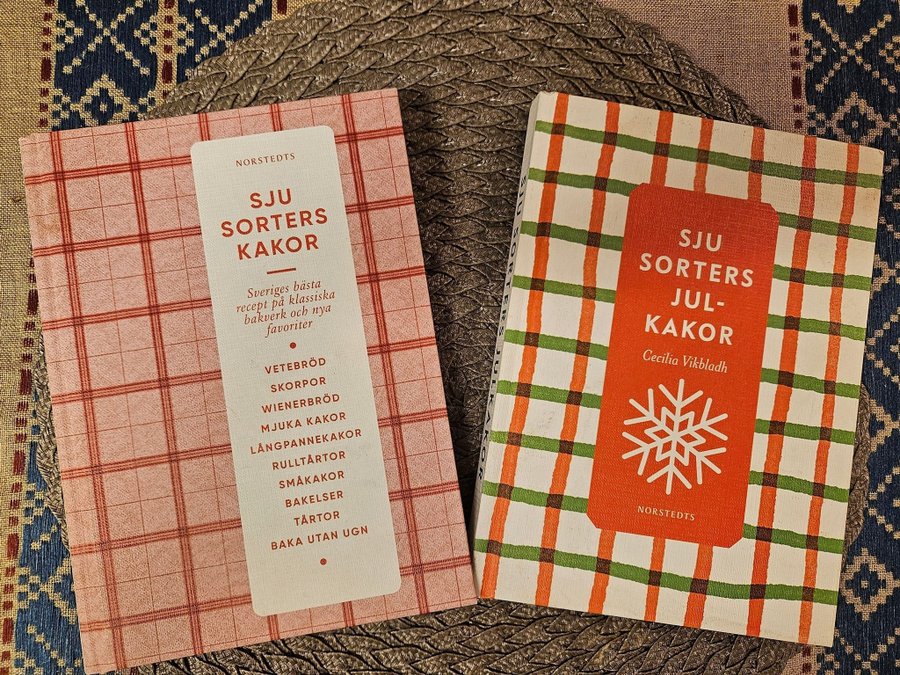 NORSTEDTS
SJU
SORTERS
KAKOR
Sveriges bästa
recept på klassiska
bakverk och nya
favoriter
VETEBRÖD
SKORPOR
WIENERBRÖD
MJUKA KAKOR
LÅNGPANNEKAKOR
RULLTÅRTOR
SMÅKAKOR
BAKELSER
TÅRTOR
BAKA UTAN UGN
SJU
SORTERS
JUL-
KAKOR
Cecilia Vikbladh
NORSTEDTS